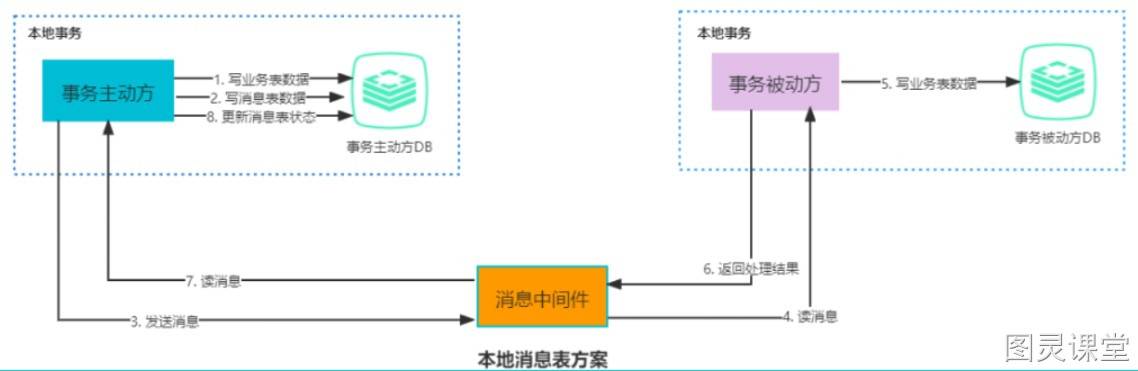 本地事务
事务主动方
1. 写业务表数据
2. 写消息表数据
8. 更新消息表状态
事务主动方DB
本地事务
事务被动方
5. 写业务表数据
事务被动方DB
7. 读消息
6. 返回处理结果
消息中间件
3. 发送消息
4. 读消息
本地消息表方案
图灵课堂